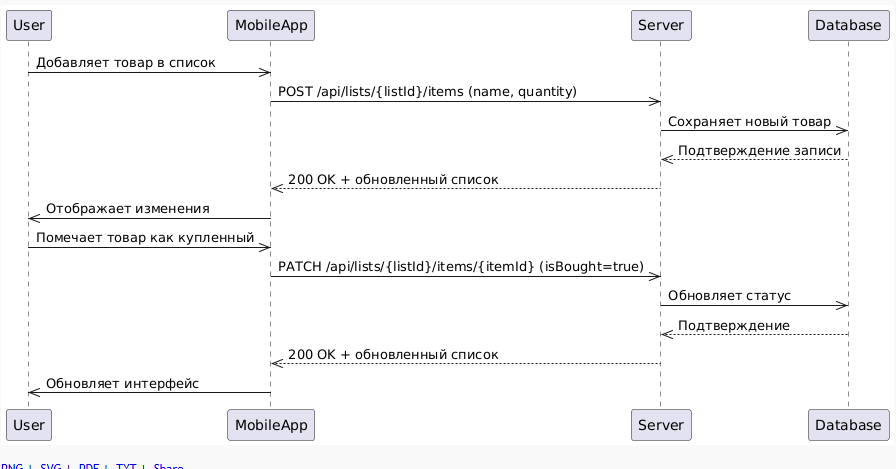 User MobileApp Server Database
Добавляет товар в список
POST /api/lists/{listId}/items (name, quantity)
Сохраняет новый товар
Подтверждение записи
200 OK + обновленный список
Отображает изменения
Помечает товар как купленный
PATCH /api/lists/{listId}/items/{itemId} (isBought=true)
Обновляет статус
Подтверждение
200 OK + обновленный список
Обновляет интерфейс
User MobileApp Server Database
PNG SVG PDF TXT Share